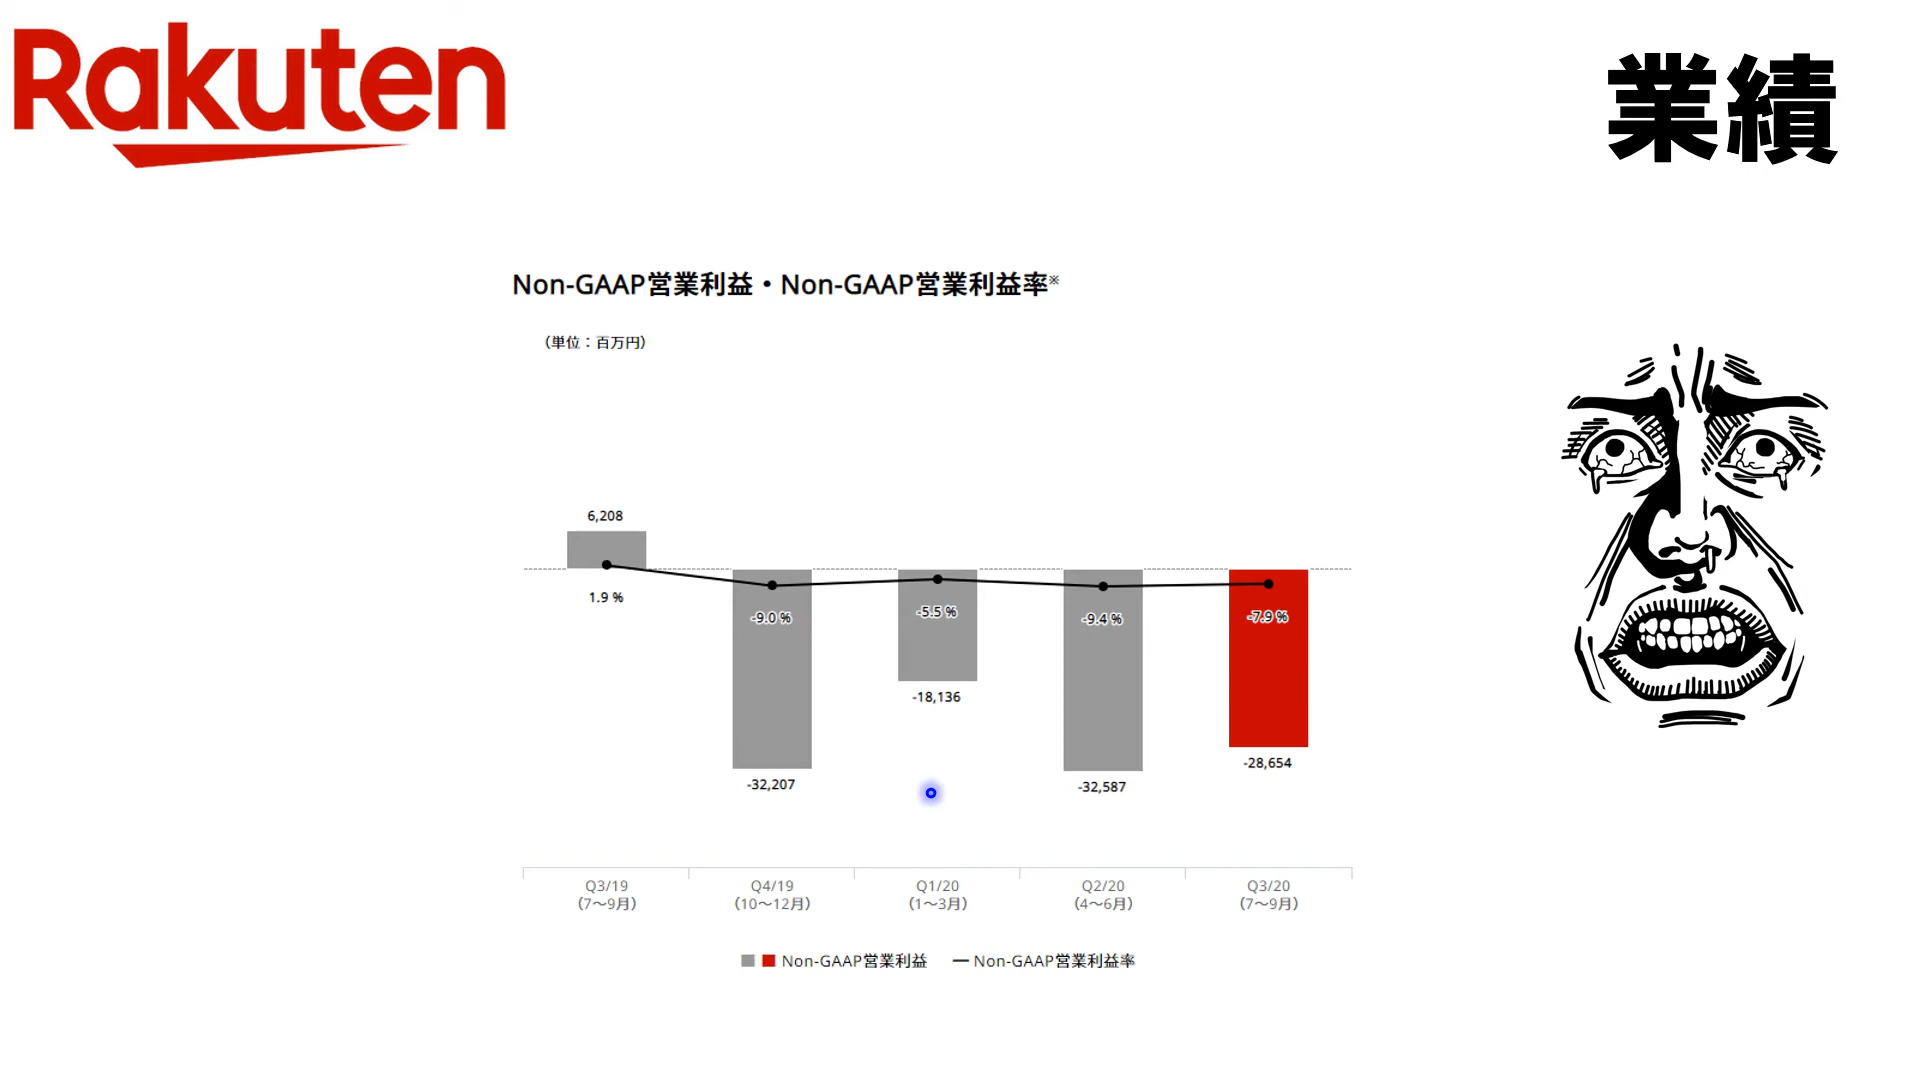 Rakuten
業績
Non-GAAP営業利益・Non-GAAP営業利益率※
（単位：百万円）
6,208
1.9 %
-9.0 %
-5.5 %
-9.4 %
-7.9 %
-18,136
-28,654
-32,207
-32,587
Q3/19 Q4/19 Q1/20 Q2/20 Q3/20
（7～9月） （10～12月） （1～3月） （4～6月） （7～9月）
Non-GAAP営業利益 Non-GAAP営業利益率